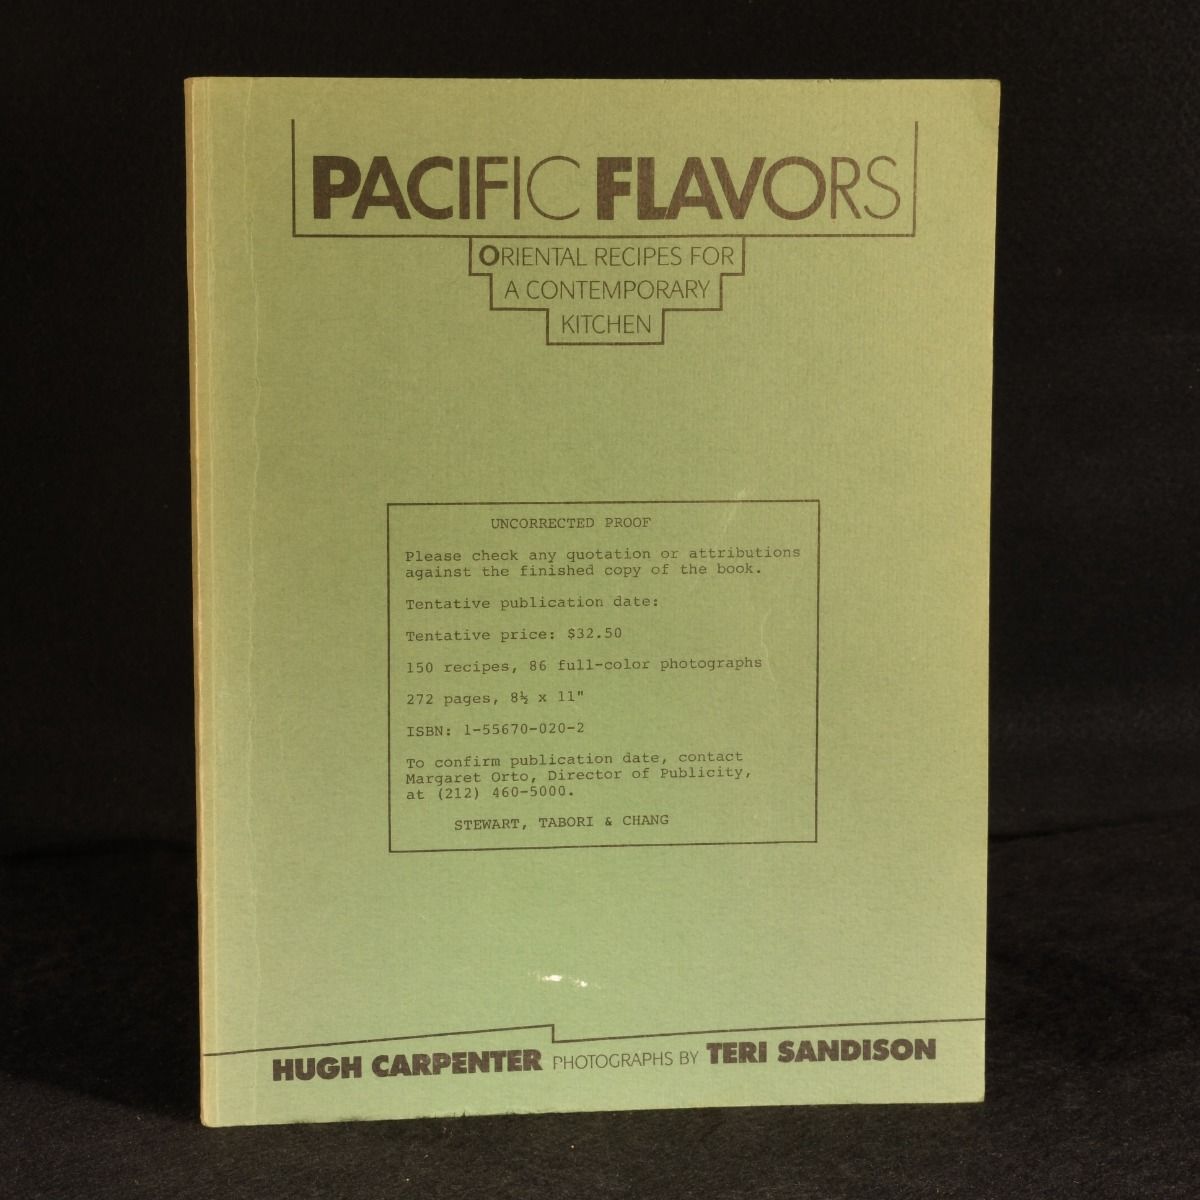 PACIFIC FLAVORS
ORIENTAL RECIPES FOR
A CONTEMPORARY
KITCHEN
UNCORRECTED PROOF
Please check any quotation or attributions
against the finished copy of the book.
Tentative publication date:
Tentative price: $32.50
150 recipes, 86 full-color photographs
272 pages, 8½ x 11"
ISBN: 1-55670-020-2
To confirm publication date, contact
Margaret Orto, Director of Publicity,
at (212) 460-5000.
STEWART, TABORI & CHANG
HUGH CARPENTER PHOTOGRAPHS BY TERI SANDISON